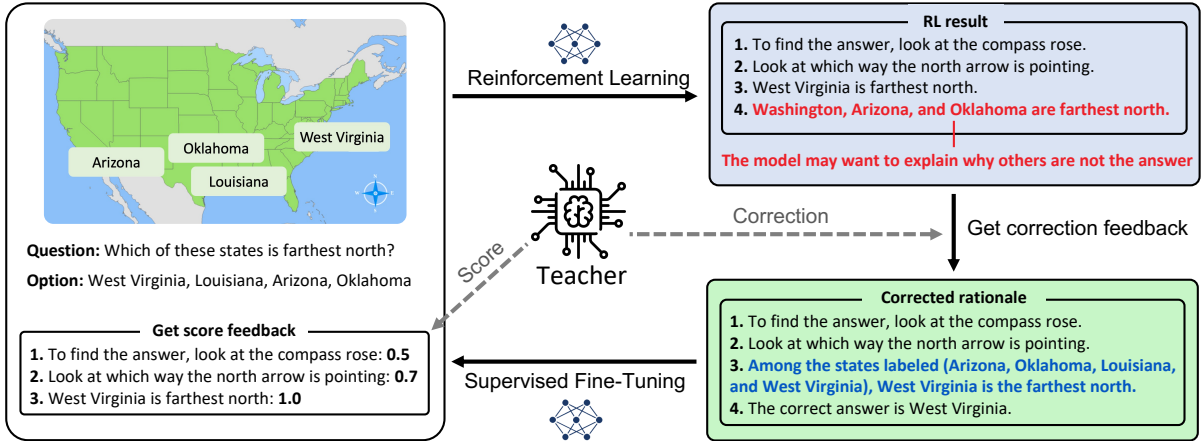 West Virginia
Oklahoma
Arizona
Louisiana
N
W
E
S
Question: Which of these states is farthest north?
Option: West Virginia, Louisiana, Arizona, Oklahoma
Get score feedback
1. To find the answer, look at the compass rose: 0.5
2. Look at which way the north arrow is pointing: 0.7
3. West Virginia is farthest north: 1.0
Reinforcement Learning
Score
Teacher
Correction
Supervised Fine-Tuning
RL result
1. To find the answer, look at the compass rose.
2. Look at which way the north arrow is pointing.
3. West Virginia is farthest north.
4. Washington, Arizona, and Oklahoma are farthest north.
The model may want to explain why others are not the answer
Get correction feedback
Corrected rationale
1. To find the answer, look at the compass rose.
2. Look at which way the north arrow is pointing.
3. Among the states labeled (Arizona, Oklahoma, Louisiana,
and West Virginia), West Virginia is the farthest north.
4. The correct answer is West Virginia.